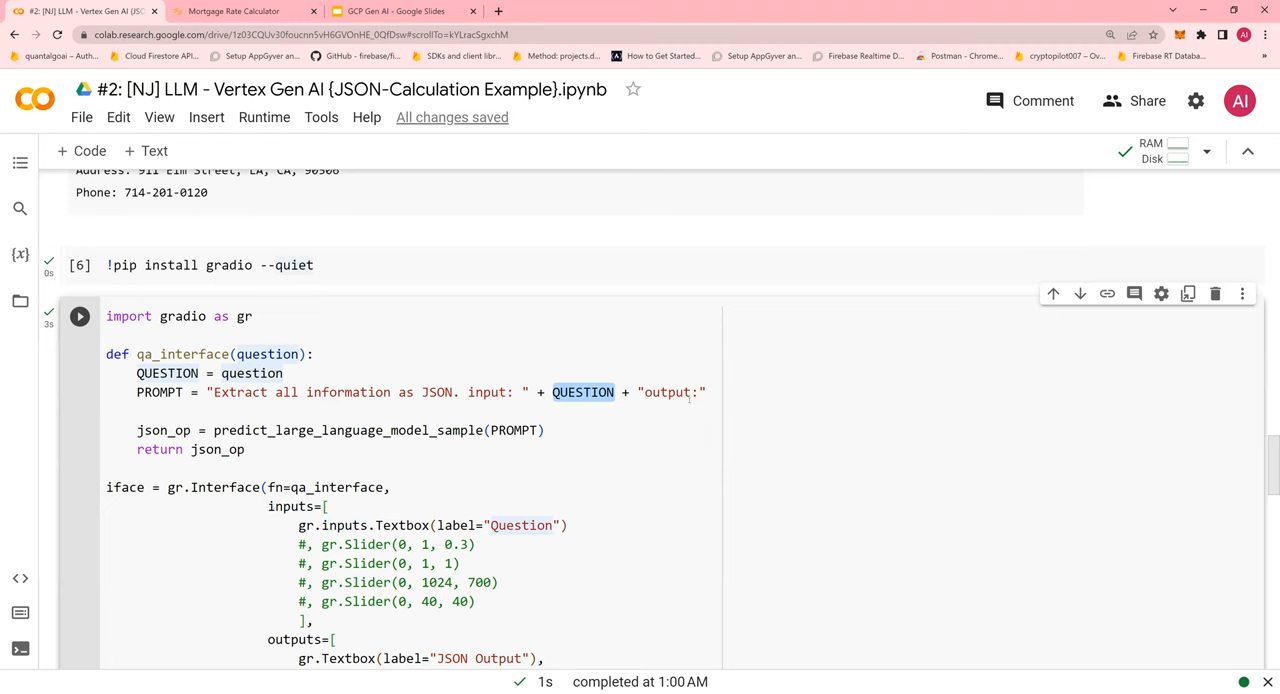 #2: [NJ] LLM - Vertex Gen AI {JSON
Mortgage Rate Calculator
GCP Gen AI - Google Slides
colab.research.google.com/drive/1z03CQUv30foucnn5vH6GVOnHE_0QfDsw#scrollTo=kYLracSgxchM
quantalgoai – Auth...
Cloud Firestore API...
Setup AppGyver an...
GitHub - firebase/fi...
SDKs and client libr...
Method: projects.d...
How to Get Started...
Setup AppGyver an...
Firebase Realtime D...
Postman – Chrome...
cryptopilot007 – Ov...
Firebase RT Databa...
#2: [NJ] LLM - Vertex Gen AI {JSON-Calculation Example}.ipynb
Comment
Share
AI
File Edit View Insert Runtime Tools Help All changes saved
+ Code + Text
RAM
Disk
Address: 911 Elm Street, LA, CA, 90306
Phone: 714-201-0120
[6] !pip install gradio --quiet
0s
3s
import gradio as gr
def qa_interface(question):
QUESTION = question
PROMPT = "Extract all information as JSON. input: " + QUESTION + "output:"
json_op = predict_large_language_model_sample(PROMPT)
return json_op
iface = gr.Interface(fn=qa_interface,
inputs=[
gr.inputs.Textbox(label="Question")
#, gr.Slider(0, 1, 0.3)
#, gr.Slider(0, 1, 1)
#, gr.Slider(0, 1024, 700)
#, gr.Slider(0, 40, 40)
],
outputs=[
gr.Textbox(label="JSON Output"),
1s completed at 1:00 AM